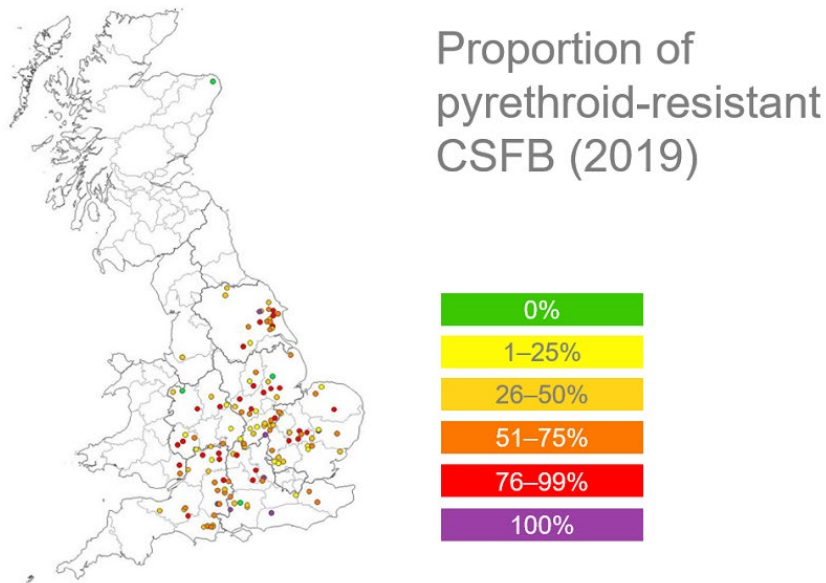 Proportion of
pyrethroid-resistant
CSFB (2019)
0%
1–25%
26–50%
51–75%
76–99%
100%